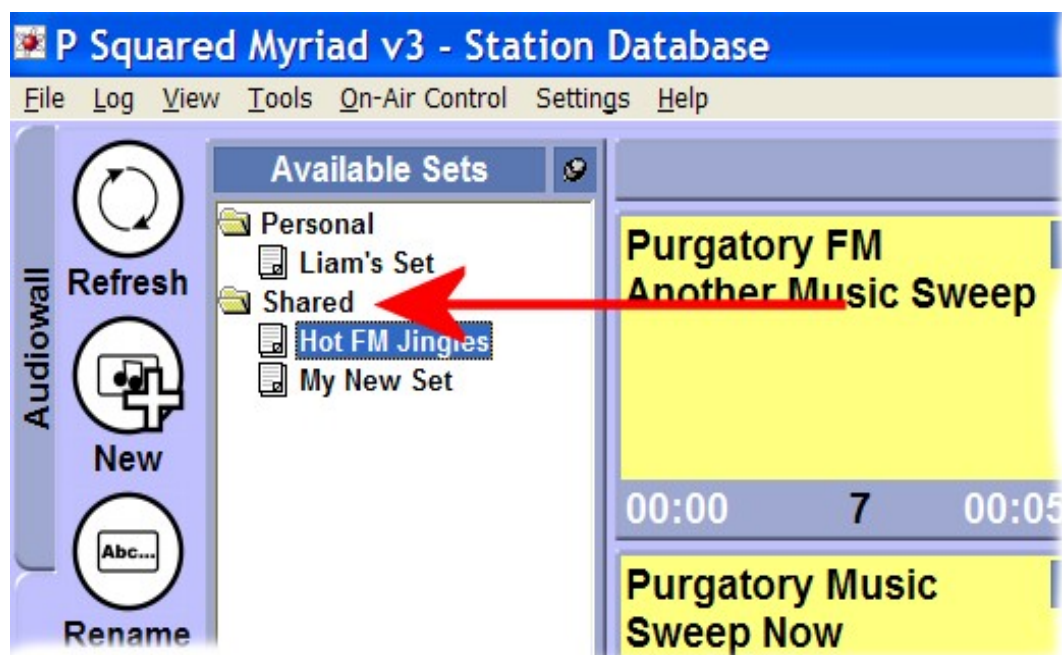 P Squared Myriad v3 - Station Database
File Log View Tools On-Air Control Settings Help
Audiowall
Refresh
New
Abc...
Rename
Available Sets
Personal
Liam's Set
Shared
Hot FM Jingles
My New Set
Purgatory FM
Another Music Sweep
00:00 7 00:05
Purgatory Music
Sweep Now